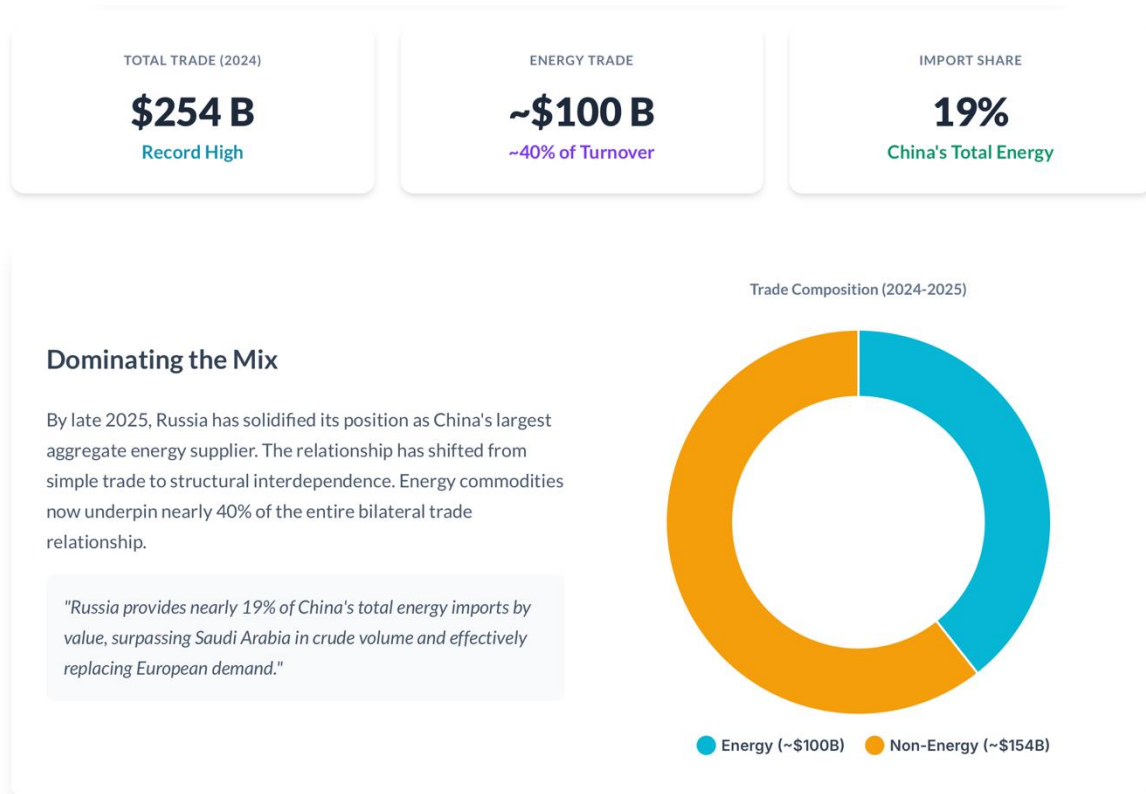 TOTAL TRADE (2024)
$254 B
Record High
ENERGY TRADE
~$100 B
~40% of Turnover
IMPORT SHARE
19%
China's Total Energy
Dominating the Mix
By late 2025, Russia has solidified its position as China's largest
aggregate energy supplier. The relationship has shifted from
simple trade to structural interdependence. Energy commodities
now underpin nearly 40% of the entire bilateral trade
relationship.
"Russia provides nearly 19% of China's total energy imports by
value, surpassing Saudi Arabia in crude volume and effectively
replacing European demand."
Trade Composition (2024-2025)
Energy (~$100B)
Non-Energy (~$154B)